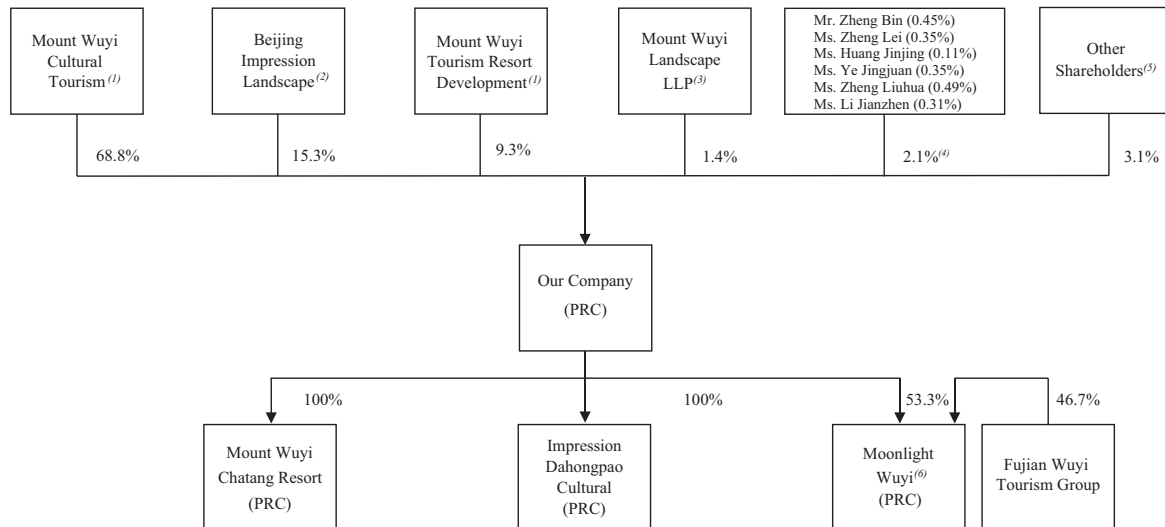 Mount Wuyi
Cultural
Tourism(1)
Beijing
Impression
Landscape(2)
Mount Wuyi
Tourism Resort
Development(1)
Mount Wuyi
Landscape
LLP(3)
Mr. Zheng Bin (0.45%)
Ms. Zheng Lei (0.35%)
Ms. Huang Jinjing (0.11%)
Ms. Ye Jingjuan (0.35%)
Ms. Zheng Liuhua (0.49%)
Ms. Li Jianzhen (0.31%)
Other
Shareholders(5)
68.8%
15.3%
9.3%
1.4%
2.1%(4)
3.1%
Our Company
(PRC)
100%
100%
53.3%
46.7%
Mount Wuyi
Chatang Resort
(PRC)
Impression
Dahongpao
Cultural
(PRC)
Moonlight
Wuyi(6)
(PRC)
Fujian Wuyi
Tourism Group